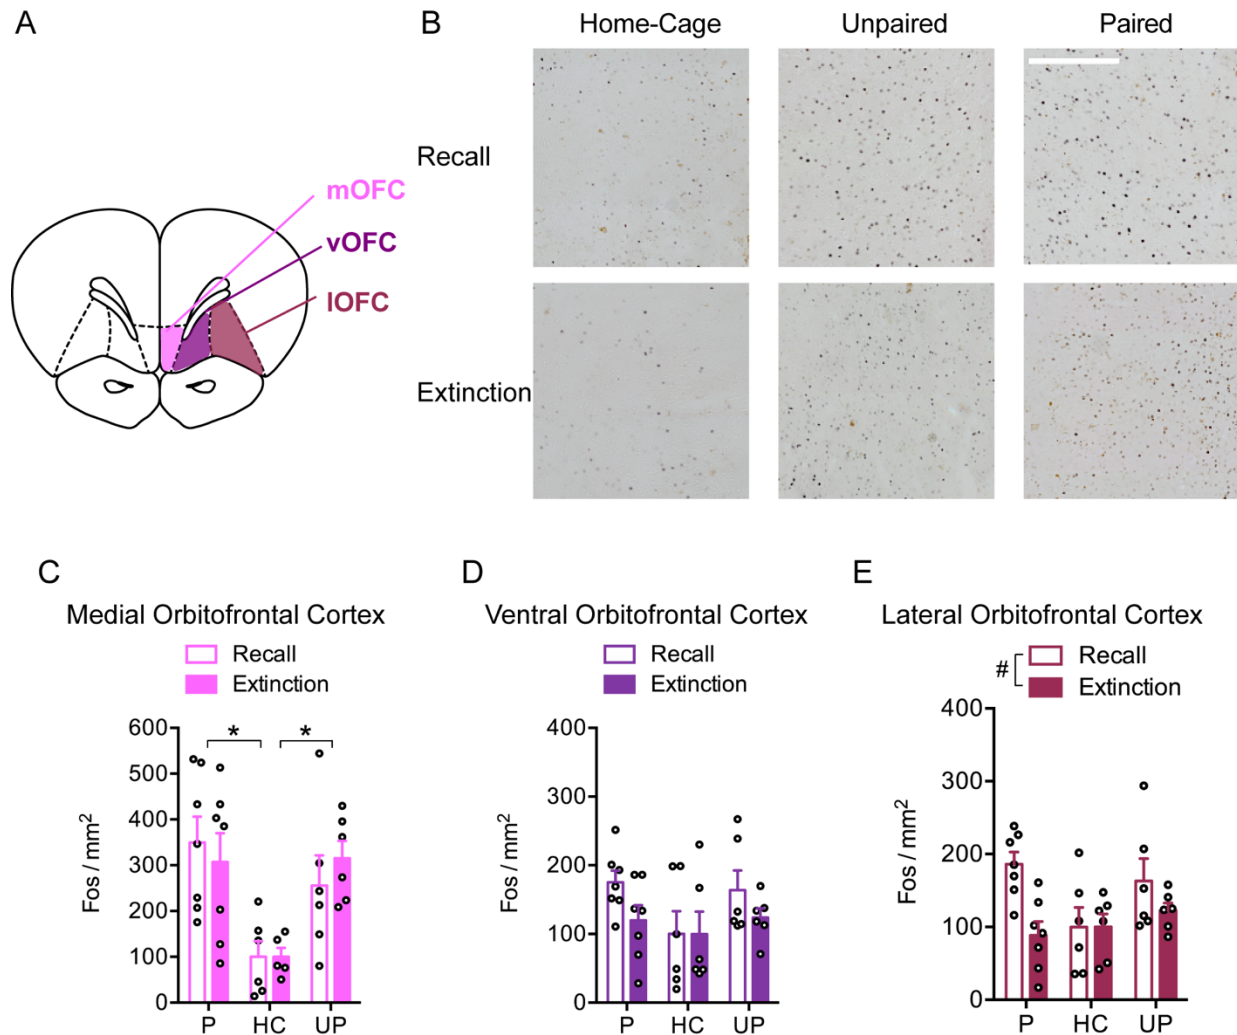 A
mOFC
vOFC
lOFC
B
Home-Cage Unpaired Paired
Recall
Extinction
C
Medial Orbitofrontal Cortex
Recall
Extinction
600
500
400
300
200
100
0
Fos / mm²
* *
P HC UP
D
Ventral Orbitofrontal Cortex
Recall
Extinction
400
300
200
100
0
Fos / mm²
P HC UP
E
Lateral Orbitofrontal Cortex
# Recall
Extinction
400
300
200
100
0
Fos / mm²
P HC UP